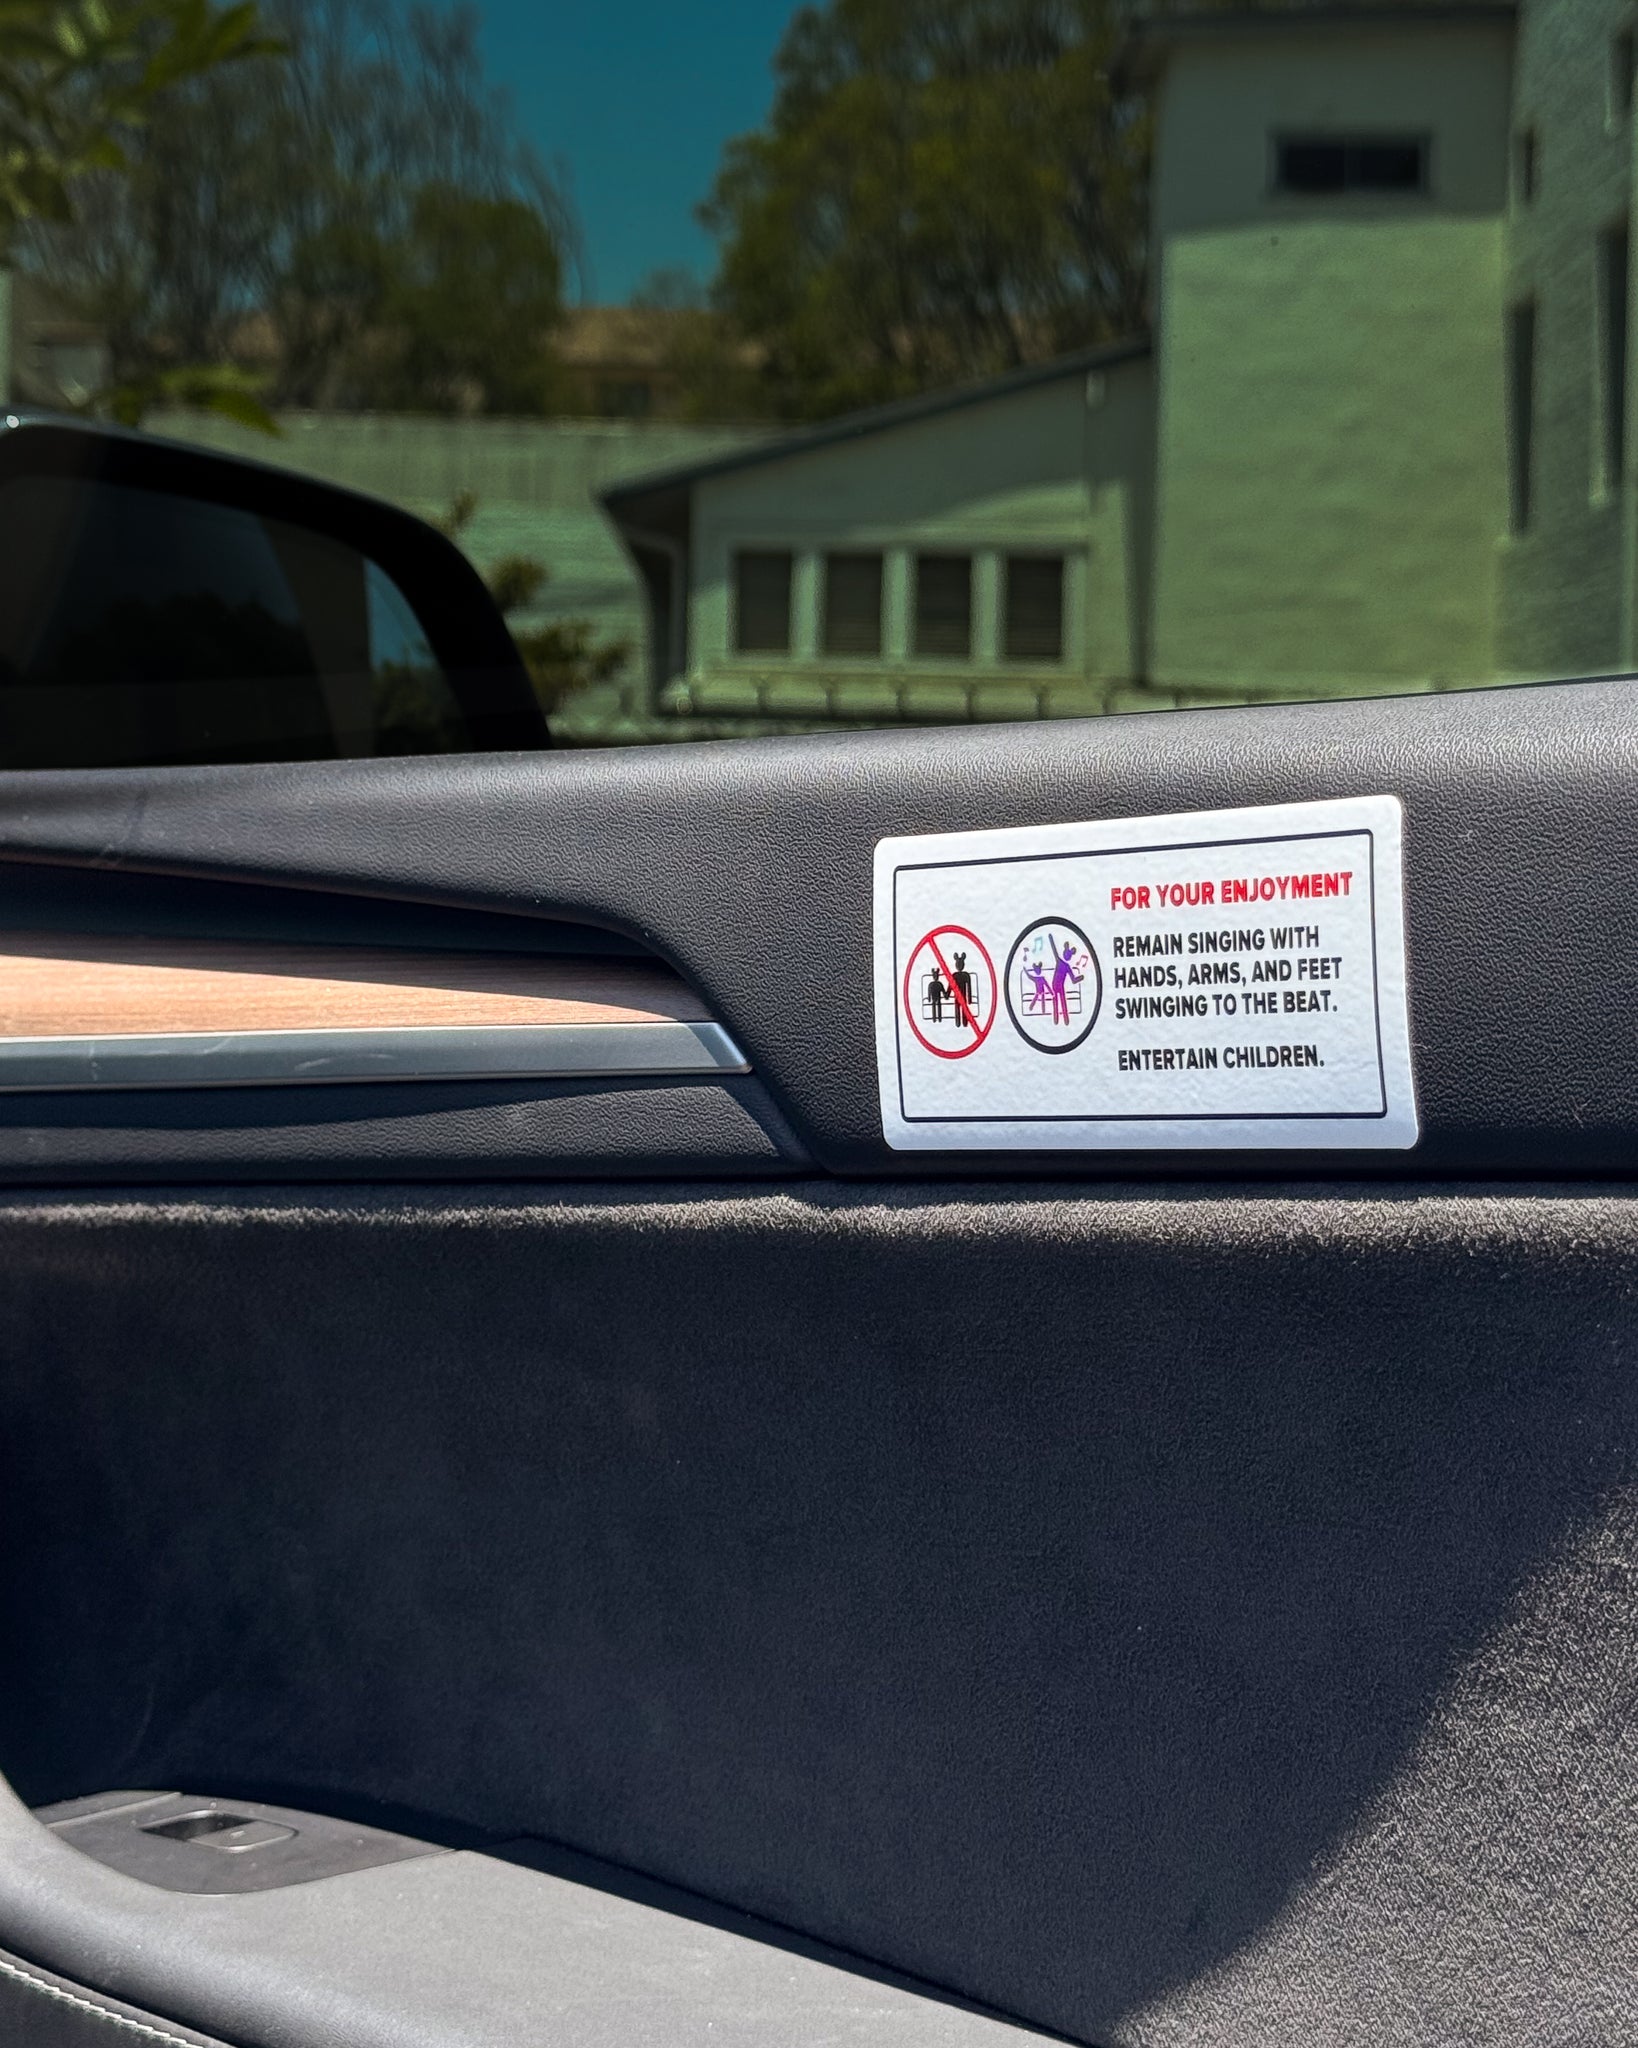 FOR YOUR ENJOYMENT
REMAIN SINGING WITH
HANDS, ARMS, AND FEET
SWINGING TO THE BEAT.
ENTERTAIN CHILDREN.